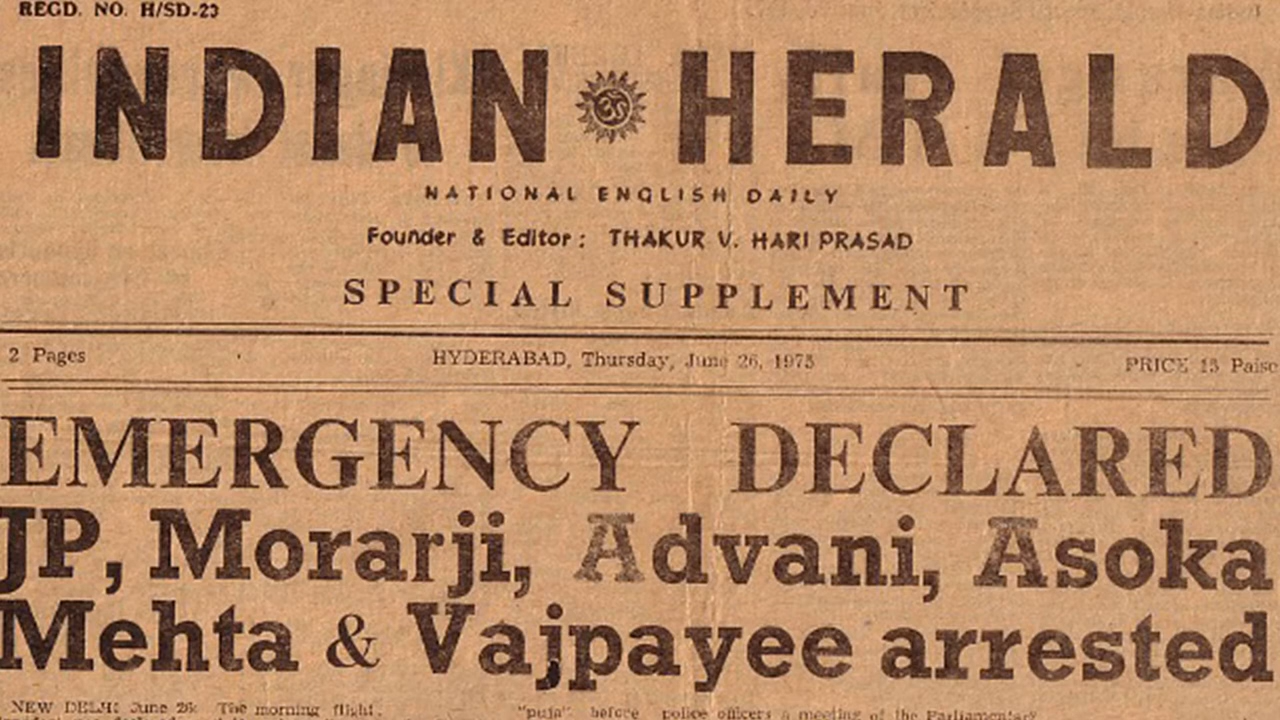 REGD. NO. H/SD-23
INDIAN ॐ HERALD
NATIONAL ENGLISH DAILY
Founder & Editor: THAKUR V. HARI PRASAD
SPECIAL SUPPLEMENT
2 Pages HYDERABAD, Thursday, June 26, 1975 PRICE 15 Paise
EMERGENCY DECLARED
JP, Morarji, Advani, Asoka
Mehta & Vajpayee arrested
NEW DELHI: June 26: The morning flight. "puja" before police officers a meeting of the Parliamentary